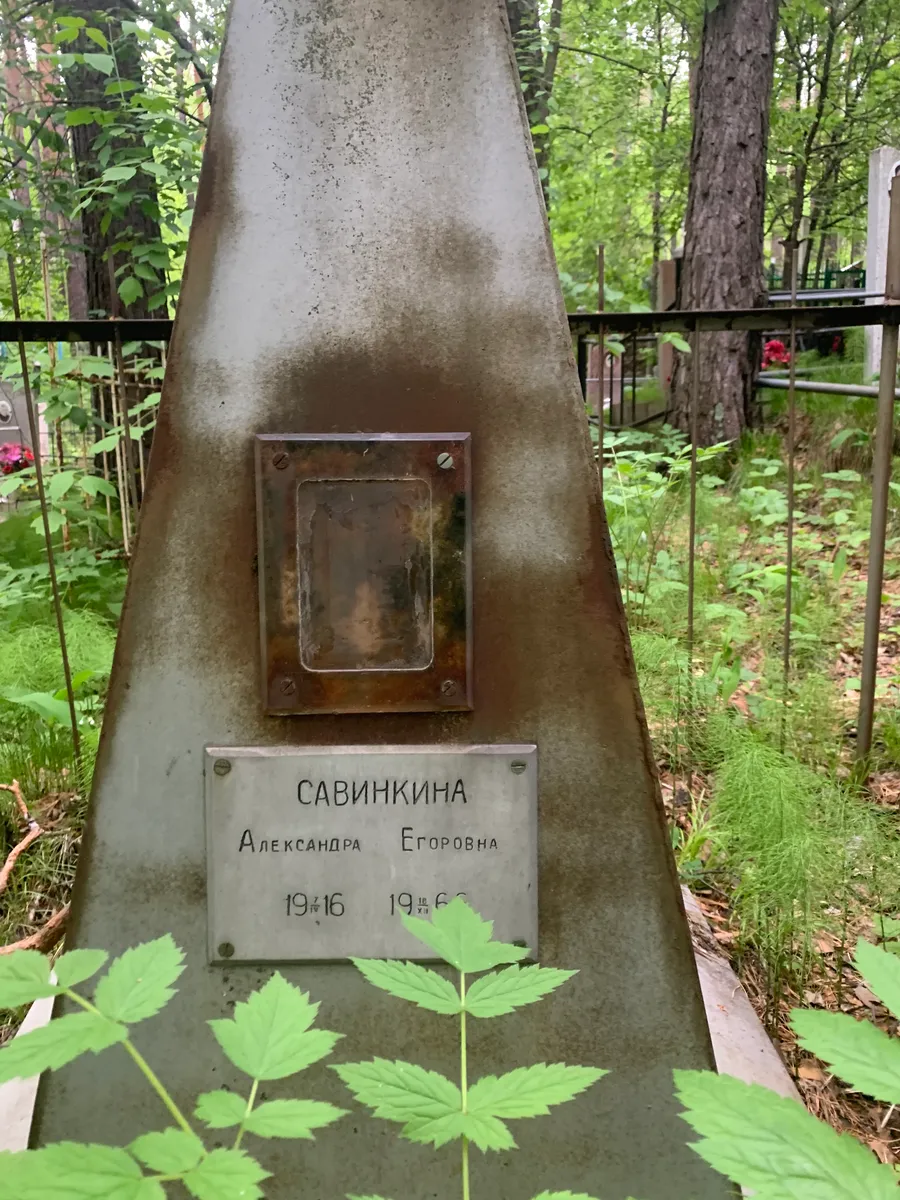 САВИНКИНА
Александра Егоровна
19 7/IV 16